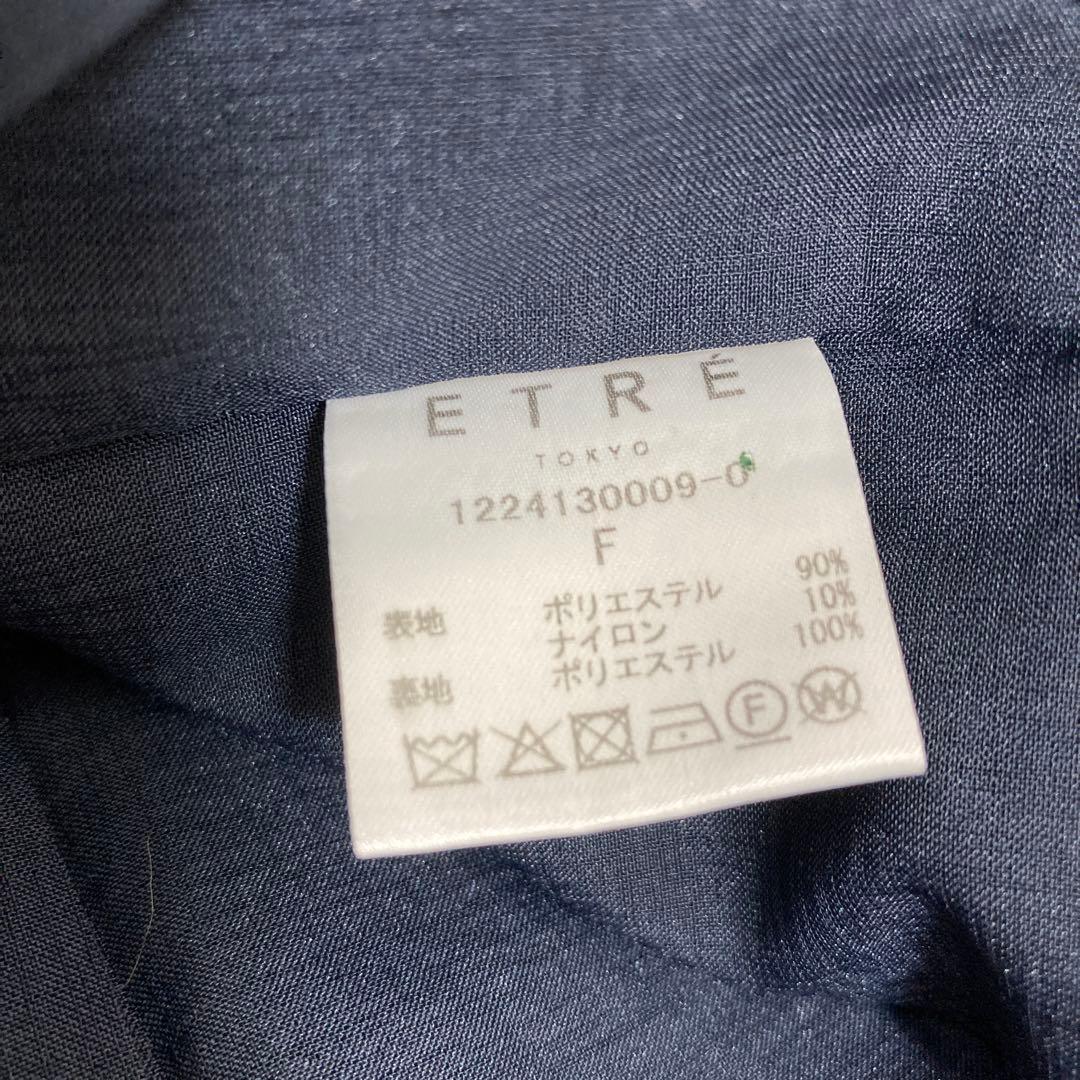 ETRÉ
TOKYO
1224130009-0
F
表地 ポリエステル 90%
ナイロン 10%
裏地 ポリエステル 100%
F W